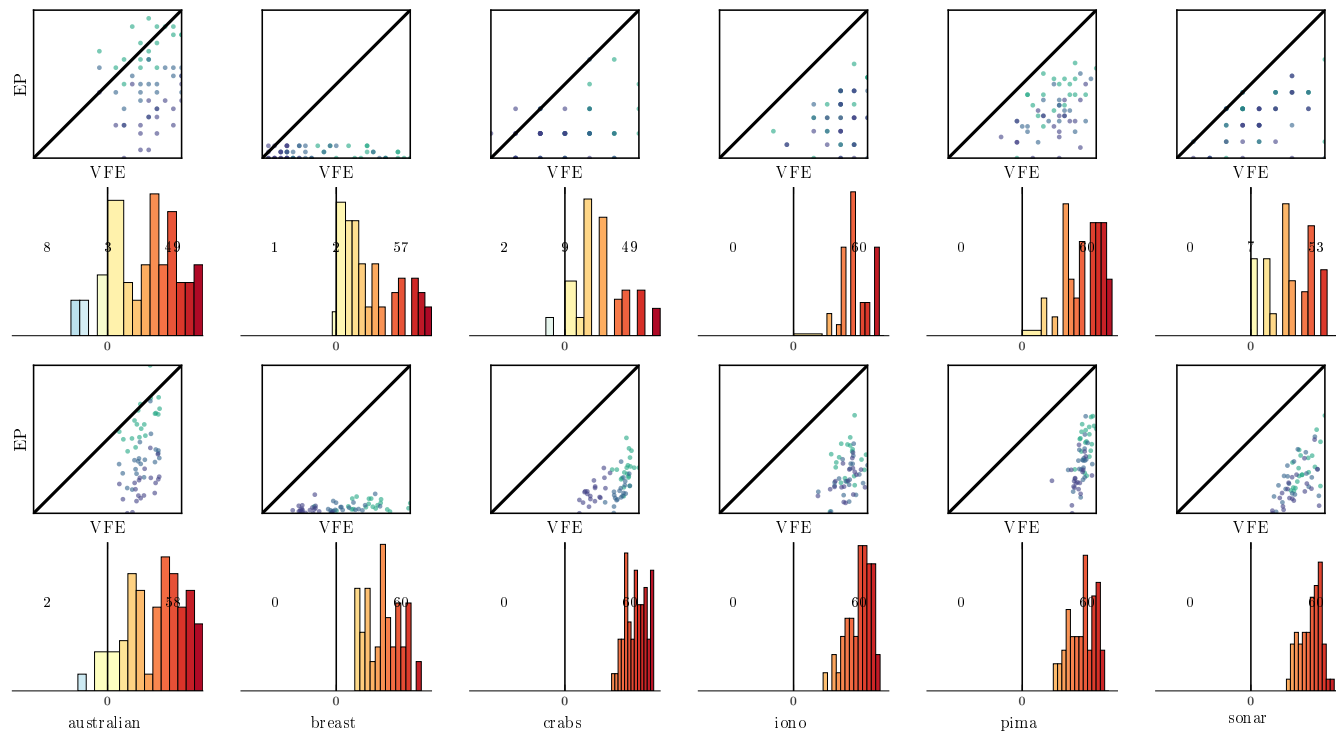 EP
VFE VFE VFE VFE VFE VFE
8 3 49 1 2 57 2 9 49 0 60 0 60 0 7 53
0 0 0 0 0 0
EP
VFE VFE VFE VFE VFE VFE
2 58 0 60 0 60 0 60 0 60 0 60
0 0 0 0 0 0
australian breast crabs iono pima sonar